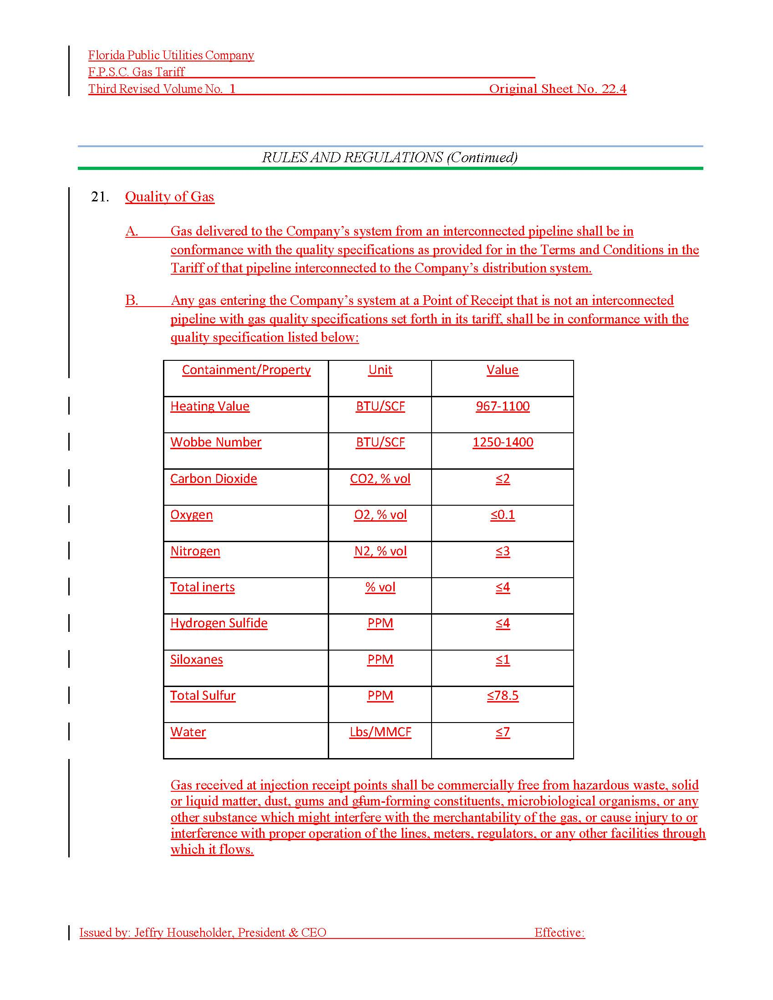 Florida Public Utilities Company
F.P.S.C. Gas Tariff
Third Revised Volume No. 1 Original Sheet No. 22.4
RULES AND REGULATIONS (Continued)
21. Quality of Gas
A. Gas delivered to the Company's system from an interconnected pipeline shall be in
conformance with the quality specifications as provided for in the Terms and Conditions in the
Tariff of that pipeline interconnected to the Company's distribution system.
B. Any gas entering the Company's system at a Point of Receipt that is not an interconnected
pipeline with gas quality specifications set forth in its tariff, shall be in conformance with the
quality specification listed below:
Containment/Property Unit Value
Heating Value BTU/SCF 967-1100
Wobbe Number BTU/SCF 1250-1400
Carbon Dioxide CO2, % vol ≤2
Oxygen O2, % vol ≤0.1
Nitrogen N2, % vol ≤3
Total inerts % vol ≤4
Hydrogen Sulfide PPM ≤4
Siloxanes PPM ≤1
Total Sulfur PPM ≤78.5
Water Lbs/MMCF ≤7
Gas received at injection receipt points shall be commercially free from hazardous waste, solid
or liquid matter, dust, gums and gfum-forming constituents, microbiological organisms, or any
other substance which might interfere with the merchantability of the gas, or cause injury to or
interference with proper operation of the lines, meters, regulators, or any other facilities through
which it flows.
Issued by: Jeffry Householder, President & CEO Effective: